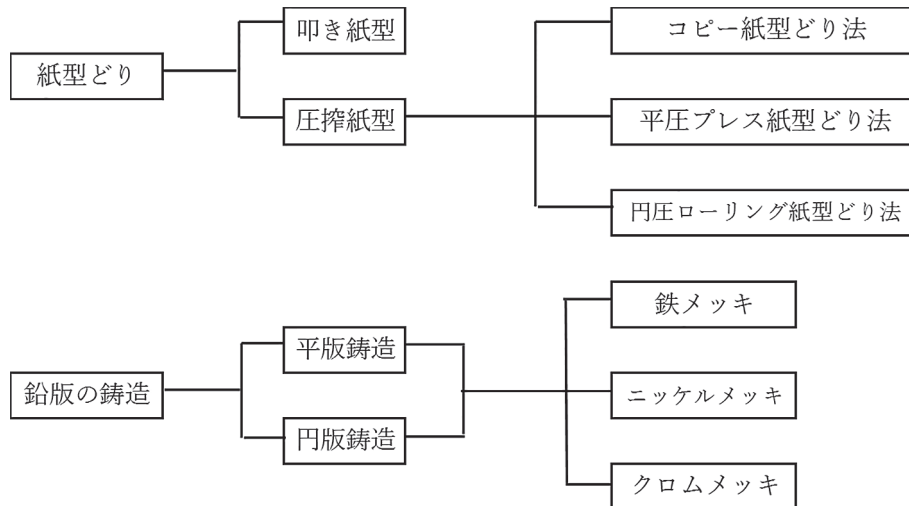 紙型どり
叩き紙型
圧搾紙型
コピー紙型どり法
平圧プレス紙型どり法
円圧ローリング紙型どり法
鉛版の鋳造
平版鋳造
円版鋳造
鉄メッキ
ニッケルメッキ
クロムメッキ